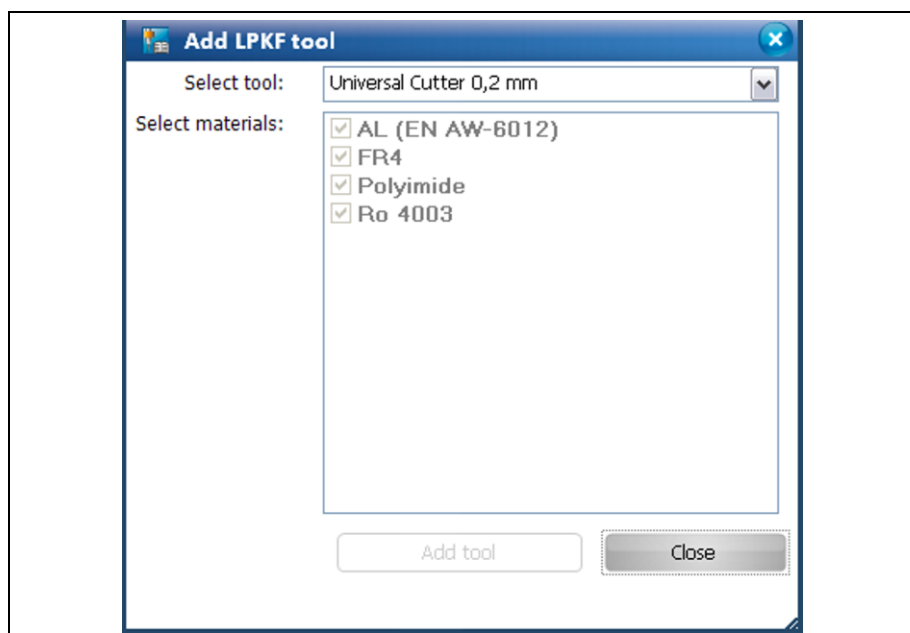 Add LPKF tool
Select tool: Universal Cutter 0,2 mm
Select materials:
AL (EN AW-6012)
FR4
Polyimide
Ro 4003
Add tool Close